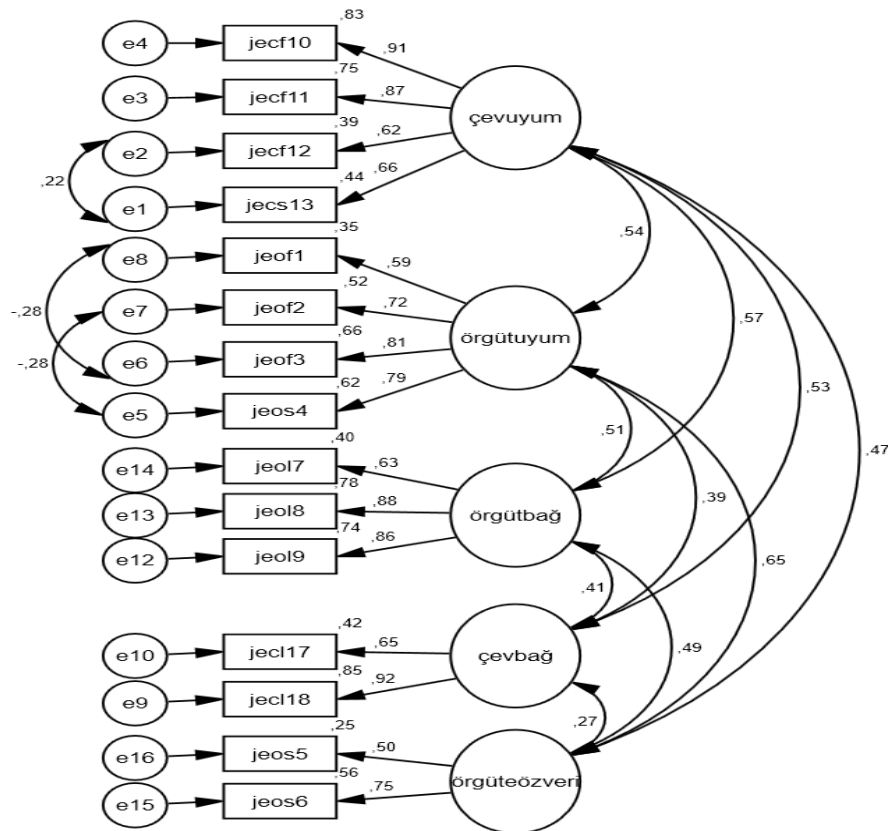 ,83
e4 jecf10 ,91
,75
e3 jecf11 ,87
çevuyum
,39
e2 jecf12 ,62
,22
,44 ,66
e1 jecs13
,35
,54
e8 jeof1 ,59
,52
e7 jeof2 ,72
-,28
,57
,66
örgütuyum
e6 jeof3 ,81
-,28
,62 ,79
e5 jeos4
,53
,40
,51
,47
e14 jeol7 ,63
,78
e13 jeol8 ,88
örgütbağ
,39
,74
e12 jeol9 ,86
,65
,41
,42
e10 jecl17 ,65
,49
çevbağ
,85 ,92
e9 jecl18
,25
,27
e16 jeos5 ,50
,56
örgüteözveri
e15 jeos6 ,75